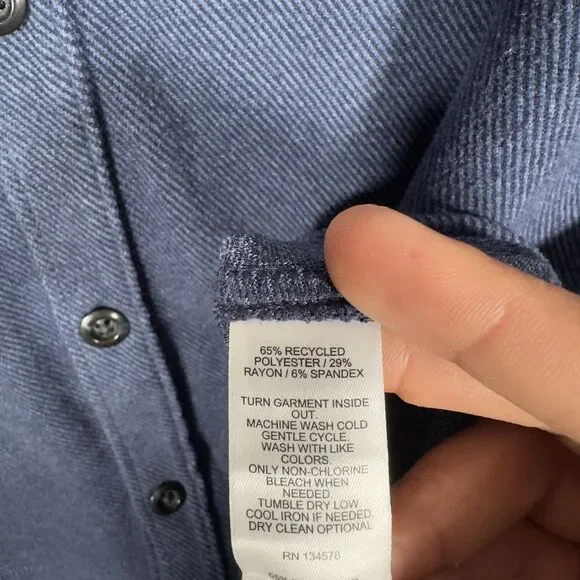 65% RECYCLED
POLYESTER / 29%
RAYON / 6% SPANDEX
TURN GARMENT INSIDE
OUT.
MACHINE WASH COLD
GENTLE CYCLE.
WASH WITH LIKE
COLORS.
ONLY NON-CHLORINE
BLEACH WHEN
NEEDED.
TUMBLE DRY LOW
COOL IRON IF NEEDED.
DRY CLEAN OPTIONAL
RN 134578